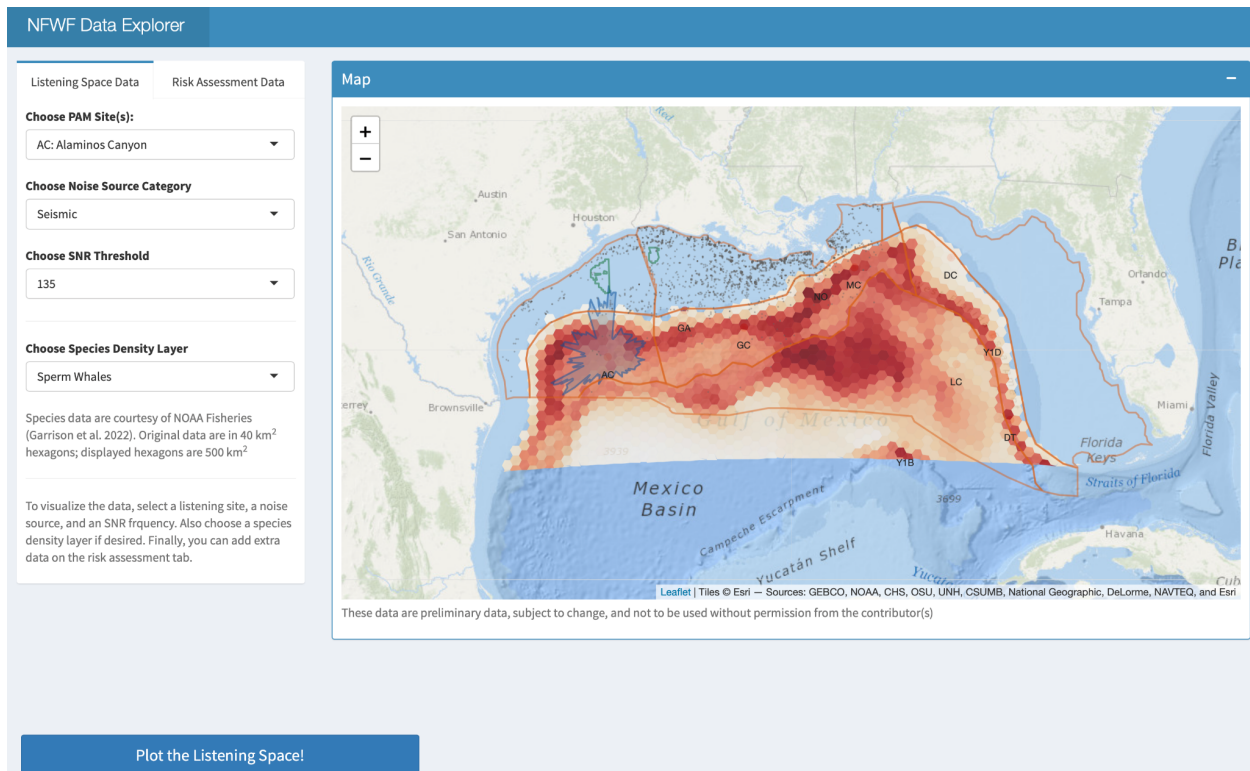 NFWF Data Explorer
Listening Space Data
Risk Assessment Data
Choose PAM Site(s):
AC: Alaminos Canyon
Choose Noise Source Category
Seismic
Choose SNR Threshold
135
Choose Species Density Layer
Sperm Whales
Species data are courtesy of NOAA Fisheries
(Garrison et al. 2022). Original data are in 40 km²
hexagons; displayed hexagons are 500 km²
To visualize the data, select a listening site, a noise
source, and an SNR frquency. Also choose a species
density layer if desired. Finally, you can add extra
data on the risk assessment tab.
Plot the Listening Space!
Map
−
+
−
Red
Austin
Houston
San Antonio
Rio Grande
Brownsville
Orlando
Tampa
Miami
Florida Valley
Florida
Keys
Straits of Florida
Havana
DC
MC
NO
GA
GC
AC
Y1D
LC
DT
Y1B
Gulf of Mexico
3939
Mexico
Basin
Campeche Escarpment
3699
Yucatán Shelf
Leaflet | Tiles © Esri — Sources: GEBCO, NOAA, CHS, OSU, UNH, CSUMB, National Geographic, DeLorme, NAVTEQ, and Esri
These data are preliminary data, subject to change, and not to be used without permission from the contributor(s)